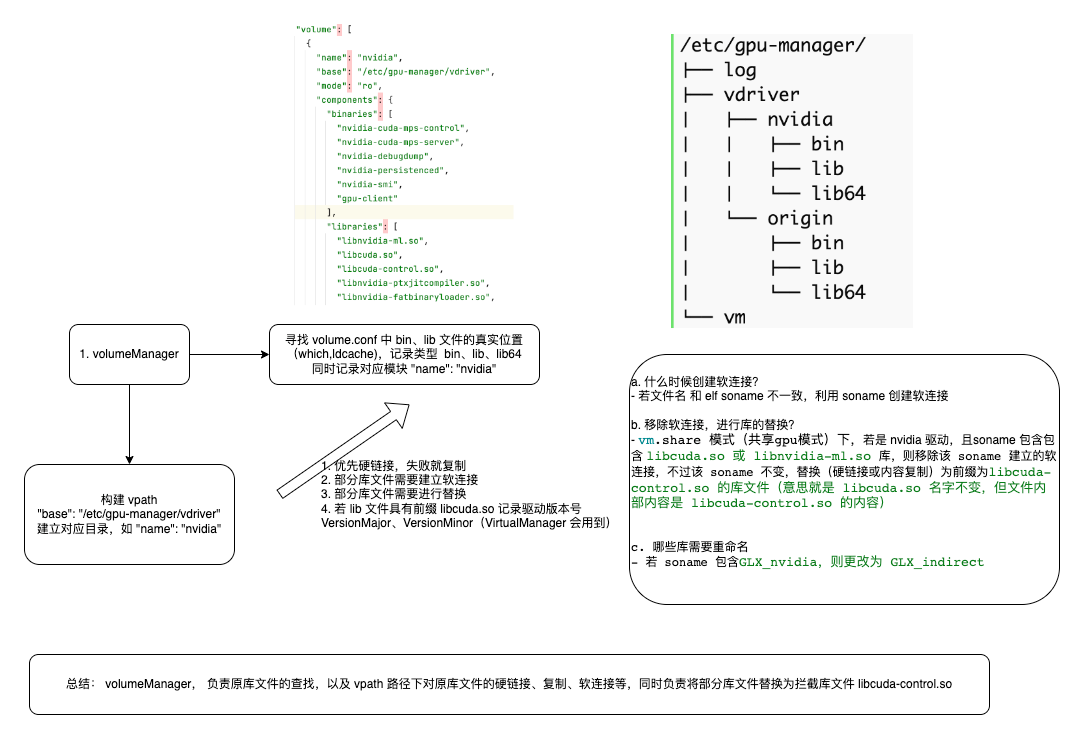 "volume": [
{
"name": "nvidia",
"base": "/etc/gpu-manager/vdriver",
"mode": "ro",
"components": {
"binaries": [
"nvidia-cuda-mps-control",
"nvidia-cuda-mps-server",
"nvidia-debugdump",
"nvidia-persistenced",
"nvidia-smi",
"gpu-client"
],
"libraries": [
"libnvidia-ml.so",
"libcuda.so",
"libcuda-control.so",
"libnvidia-ptxjitcompiler.so",
"libnvidia-fatbinaryloader.so",
/etc/gpu-manager/
├── log
├── vdriver
│   ├── nvidia
│   │   ├── bin
│   │   ├── lib
│   │   └── lib64
│   └── origin
│       ├── bin
│       ├── lib
│       └── lib64
└── vm
1. volumeManager
寻找 volume.conf 中 bin、lib 文件的真实位置
（which,ldcache)，记录类型 bin、lib、lib64
同时记录对应模块 "name": "nvidia"
构建 vpath
"base": "/etc/gpu-manager/vdriver"
建立对应目录，如 "name": "nvidia"
1. 优先硬链接，失败就复制
2. 部分库文件需要建立软连接
3. 部分库文件需要进行替换
4. 若 lib 文件具有前缀 libcuda.so 记录驱动版本号
VersionMajor、VersionMinor（VirtualManager 会用到）
a. 什么时候创建软连接?
- 若文件名 和 elf soname 不一致，利用 soname 创建软连接
b. 移除软连接，进行库的替换?
- vm.share 模式（共享gpu模式）下，若是 nvidia 驱动，且soname 包含包
含 libcuda.so 或 libnvidia-ml.so 库，则移除该 soname 建立的软
连接，不过该 soname 不变，替换（硬链接或内容复制）为前缀为libcuda-
control.so 的库文件（意思就是 libcuda.so 名字不变，但文件内
部内容是 libcuda-control.so 的内容）
c. 哪些库需要重命名
- 若 soname 包含GLX_nvidia，则更改为 GLX_indirect
总结： volumeManager， 负责原库文件的查找，以及 vpath 路径下对原库文件的硬链接、复制、软连接等，同时负责将部分库文件替换为拦截库文件 libcuda-control.so